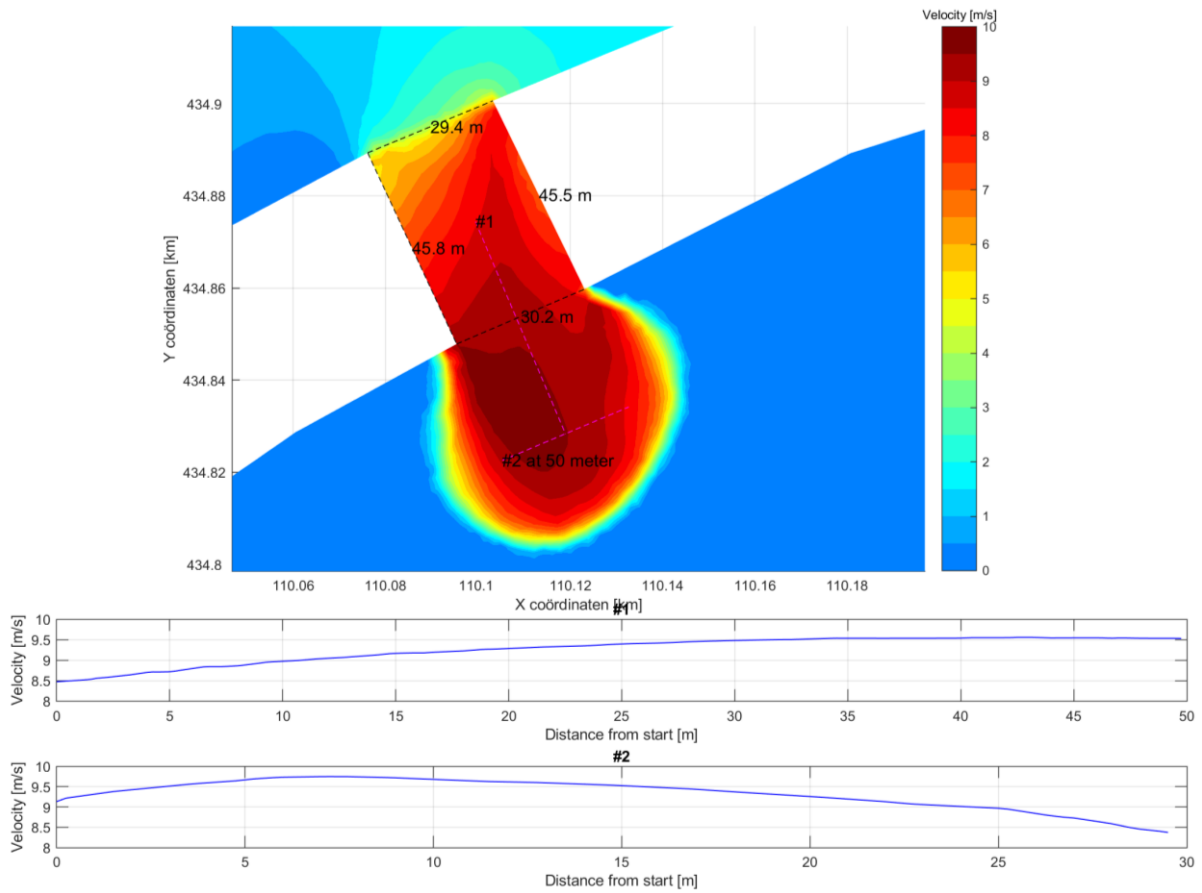 Velocity [m/s]
10
9
8
7
6
5
4
3
2
1
0
434.9
434.88
434.86
434.84
434.82
434.8
Y coördinaten [km]
29.4 m
45.5 m
#1
45.8 m
30.2 m
#2 at 50 meter
110.06 110.08 110.1 110.12 110.14 110.16 110.18
X coördinaten [km]
#1
10
9.5
9
8.5
8
Velocity [m/s]
0 5 10 15 20 25 30 35 40 45 50
Distance from start [m]
#2
10
9.5
9
8.5
8
Velocity [m/s]
0 5 10 15 20 25 30
Distance from start [m]